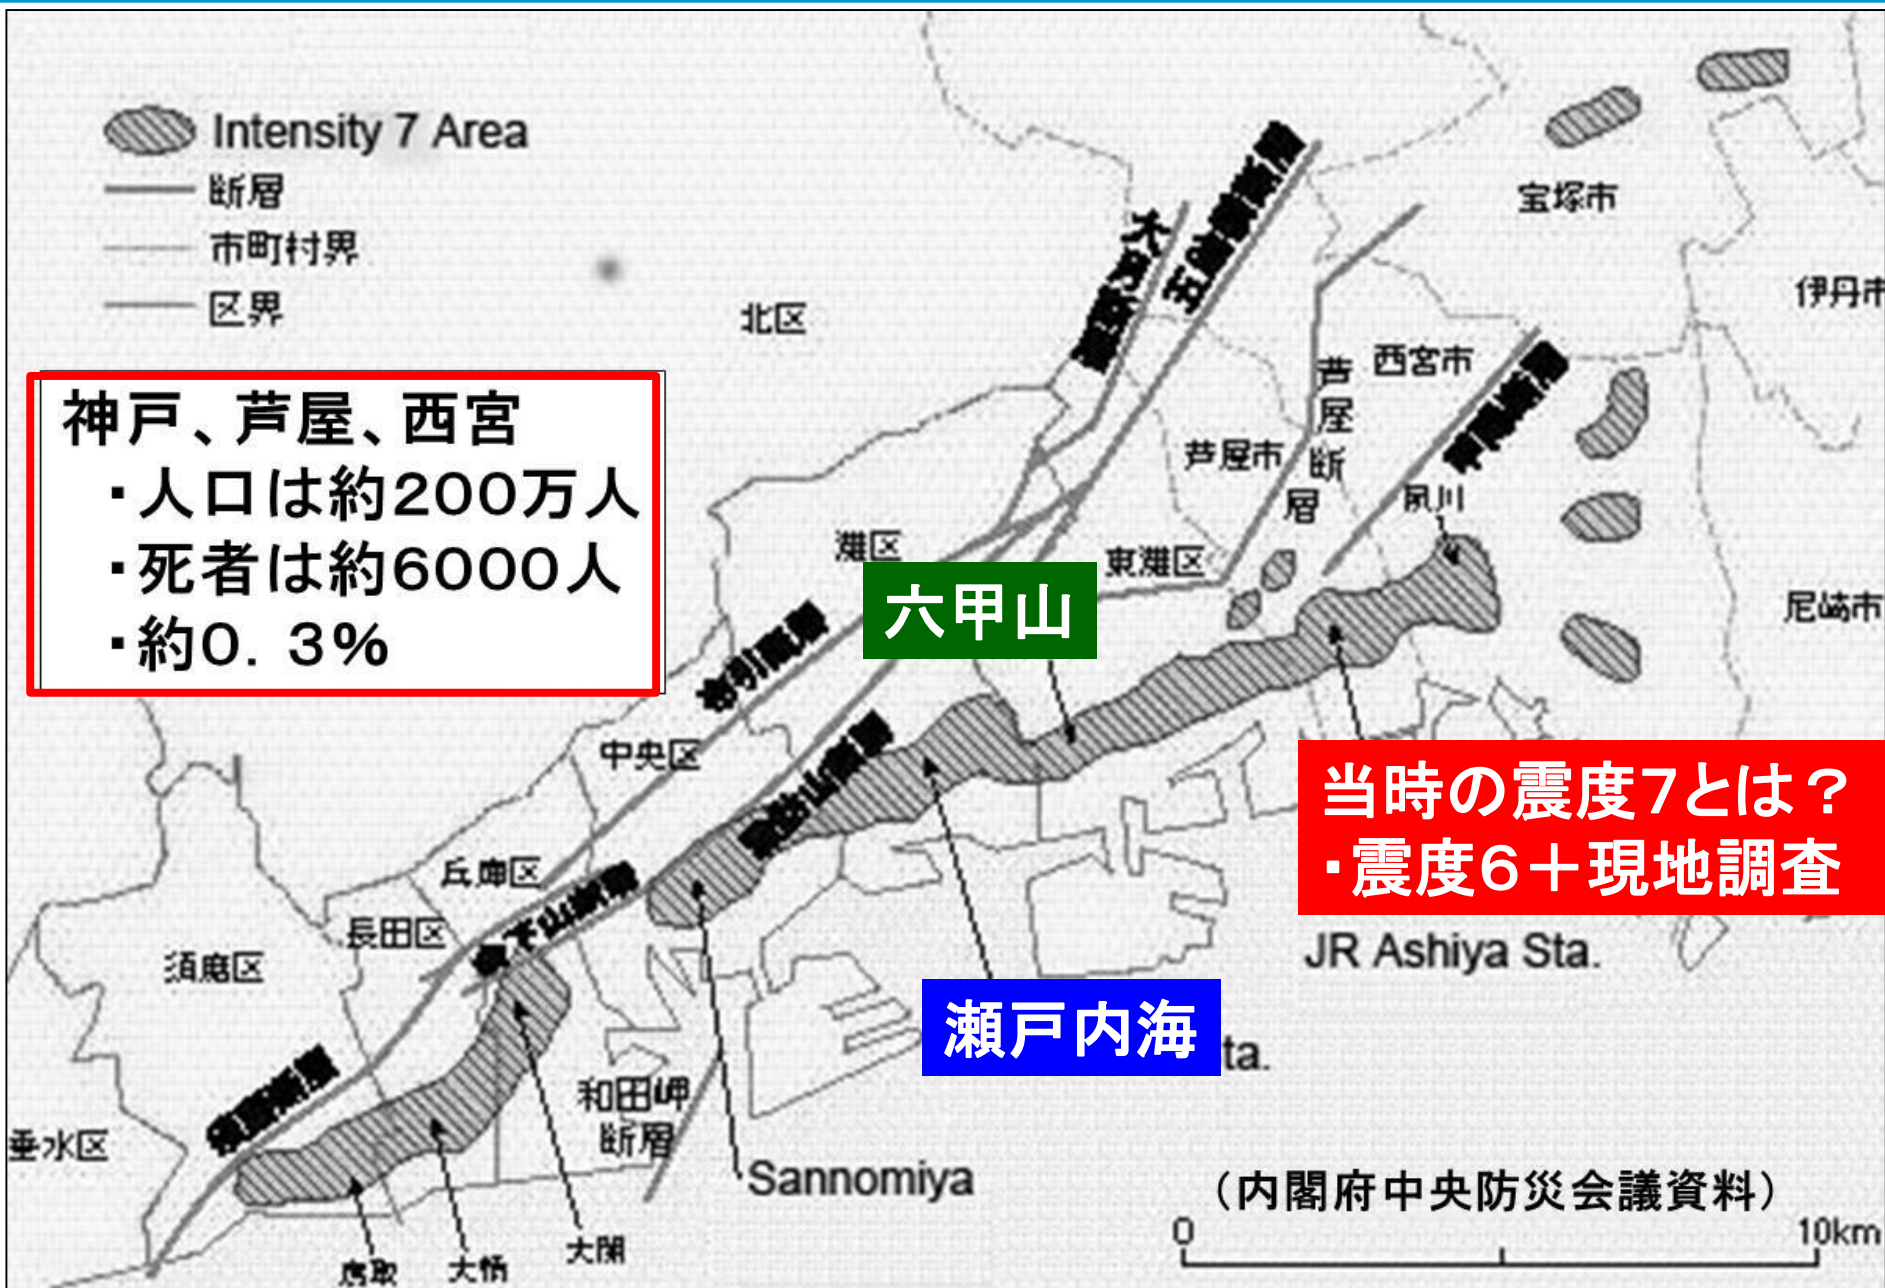 Intensity 7 Area
断層
市町村界
区界
北区
宝塚市
伊丹市
神戸、芦屋、西宮
・人口は約200万人
・死者は約6000人
・約0．3%
西宮市
芦屋市
芦屋断層
夙川
灘区
東灘区
六甲山
尼崎市
中央区
当時の震度7とは？
・震度6＋現地調査
兵庫区
長田区
須磨区
JR Ashiya Sta.
瀬戸内海
ta.
和田岬
断層
垂水区
Sannomiya
（内閣府中央防災会議資料）
0
10km
鷹取
大橋
大開